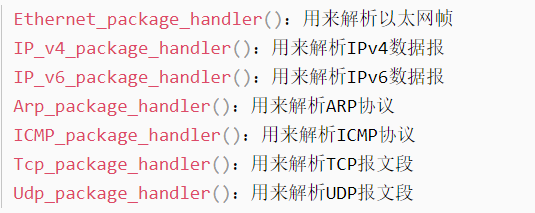 Ethernet_package_handler()：用来解析以太网帧
IP_v4_package_handler()：用来解析IPv4数据报
IP_v6_package_handler()：用来解析IPv6数据报
Arp_package_handler()：用来解析ARP协议
ICMP_package_handler()：用来解析ICMP协议
Tcp_package_handler()：用来解析TCP报文段
Udp_package_handler()：用来解析UDP报文段